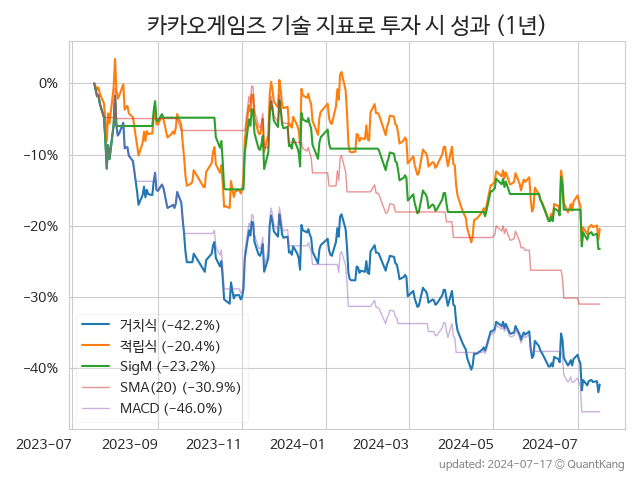 카카오게임즈 기술 지표로 투자 시 성과 (1년)
0%
−10%
−20%
−30%
−40%
거치식 (−42.2%)
적립식 (−20.4%)
SigM (−23.2%)
SMA(20) (−30.9%)
MACD (−46.0%)
2023-07 2023-09 2023-11 2024-01 2024-03 2024-05 2024-07
updated: 2024-07-17 © QuantKang